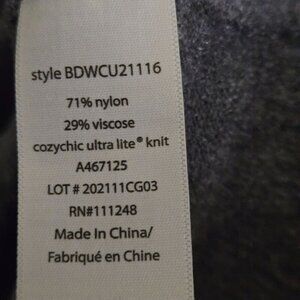 style BDWCU21116
71% nylon
29% viscose
cozychic ultra lite® knit
A467125
LOT # 202111CG03
RN#111248
Made In China/
Fabriqué en Chine